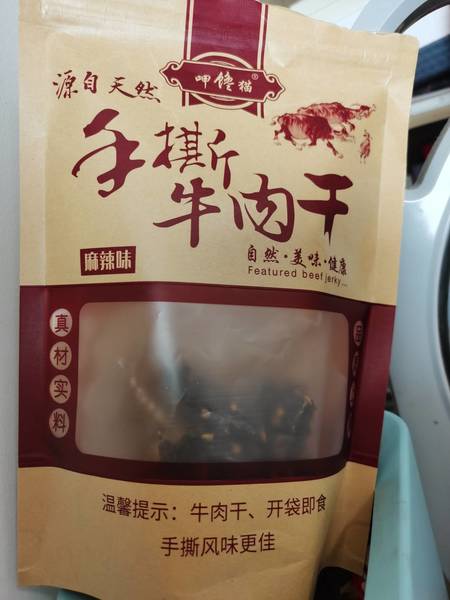 呷馋猫®
源自天然
手撕牛肉干
麻辣味
自然·美味·健康
Featured beef jerky...
真材实料
温馨提示：牛肉干、开袋即食
手撕风味更佳